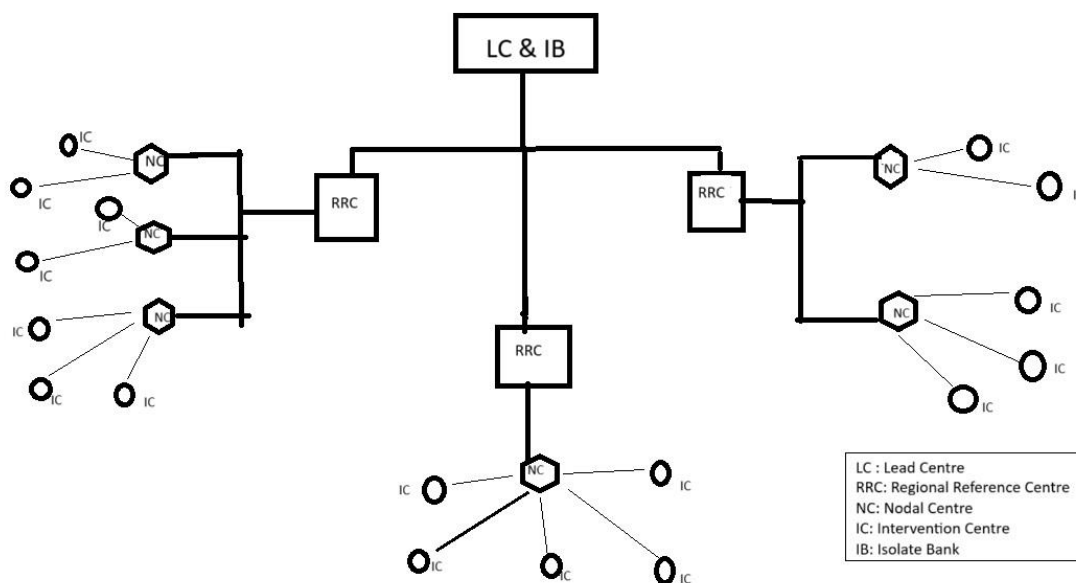 LC & IB
IC
NC
IC
RRC
IC
NC
IC
IC
NC
IC
IC
RRC
NC
IC
I
NC
IC
IC
IC
RRC
NC
IC
IC
IC
IC
IC
LC : Lead Centre
RRC: Regional Reference Centre
NC: Nodal Centre
IC: Intervention Centre
IB: Isolate Bank